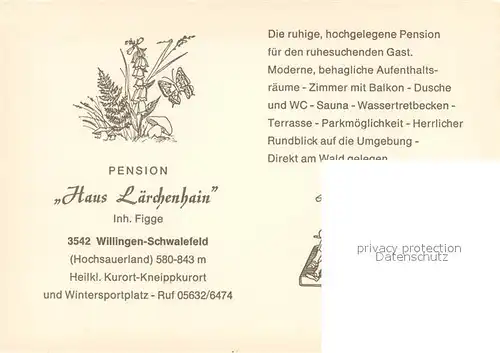 Die ruhige, hochgelegene Pension
für den ruhesuchenden Gast.
Moderne, behagliche Aufenthalts-
räume - Zimmer mit Balkon - Dusche
und WC - Sauna - Wassertretbecken -
Terrasse - Parkmöglichkeit - Herrlicher
Rundblick auf die Umgebung -
Direkt am Wald gelegen
PENSION
„Haus Lärchenhain"
Inh. Figge
3542 Willingen-Schwalefeld
(Hochsauerland) 580-843 m
Heilkl. Kurort-Kneippkurort
und Wintersportplatz - Ruf 05632/6474
privacy protection
Datenschutz